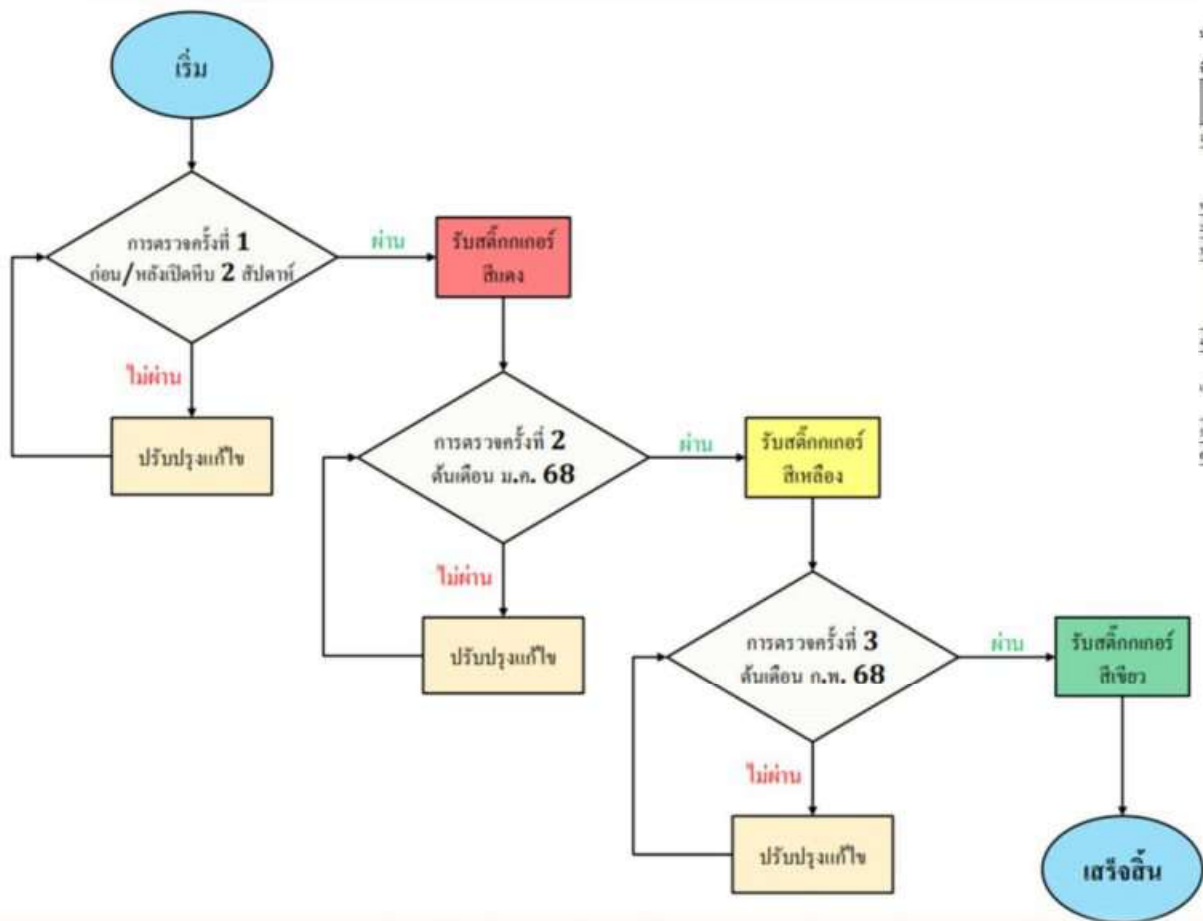 เริ่ม
การตรวจครั้งที่ 1
ก่อน/หลังเปิดหีบ 2 สัปดาห์
ผ่าน
รับสติ๊กกเกอร์
สีแดง
ไม่ผ่าน
ปรับปรุงแก้ไข
การตรวจครั้งที่ 2
ต้นเดือน ม.ค. 68
ผ่าน
รับสติ๊กกเกอร์
สีเหลือง
ไม่ผ่าน
ปรับปรุงแก้ไข
การตรวจครั้งที่ 3
ต้นเดือน ก.พ. 68
ผ่าน
รับสติ๊กกเกอร์
สีเขียว
ไม่ผ่าน
ปรับปรุงแก้ไข
เสร็จสิ้น